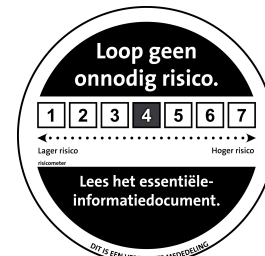 Loop geen
onnodig risico.
1 2 3 4 5 6 7
Lager risico Hoger risico
risicometer
Lees het essentiële-
informatiedocument.
DIT IS EEN MEDEDELING